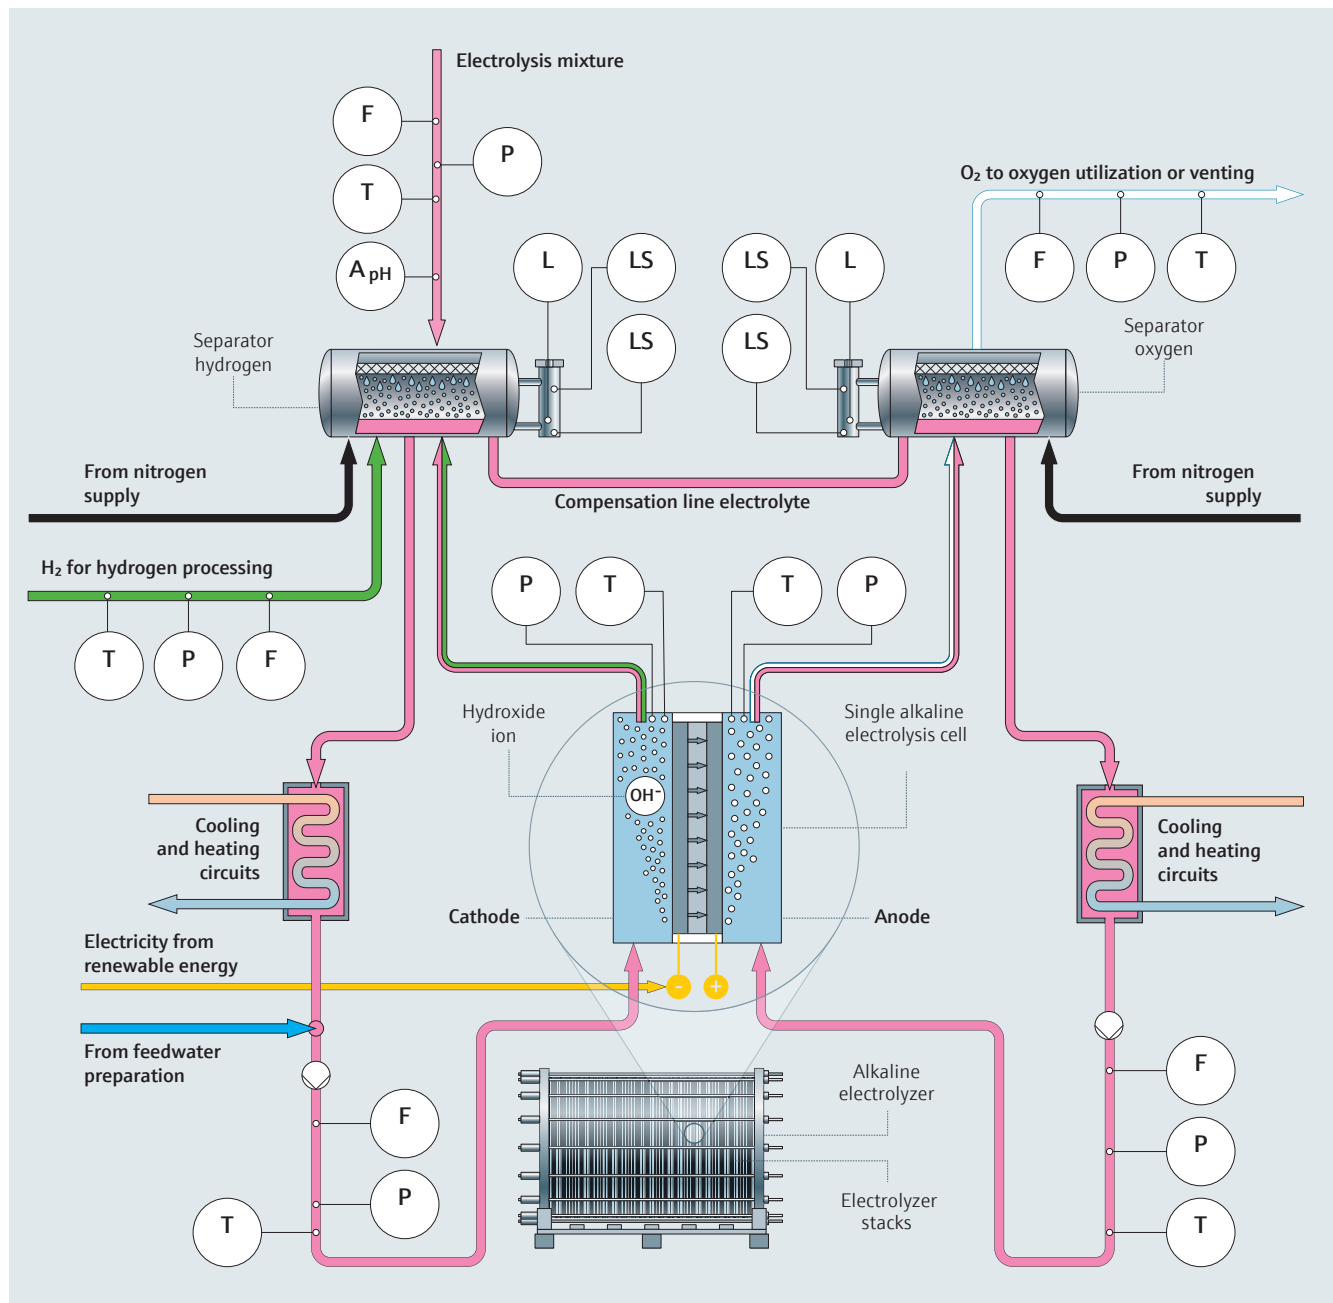 Electrolysis mixture
F
P
T
A pH
O₂ to oxygen utilization or venting
F
P
T
L
LS
LS
LS
L
LS
Separator
hydrogen
Separator
oxygen
From nitrogen
supply
From nitrogen
supply
Compensation line electrolyte
H₂ for hydrogen processing
T
P
F
P
T
T
P
Hydroxide
ion
Single alkaline
electrolysis cell
OH⁻
Cooling
and heating
circuits
Cooling
and heating
circuits
Cathode
Anode
Electricity from
renewable energy
-
+
From feedwater
preparation
Alkaline
electrolyzer
Electrolyzer
stacks
F
P
T
F
P
T